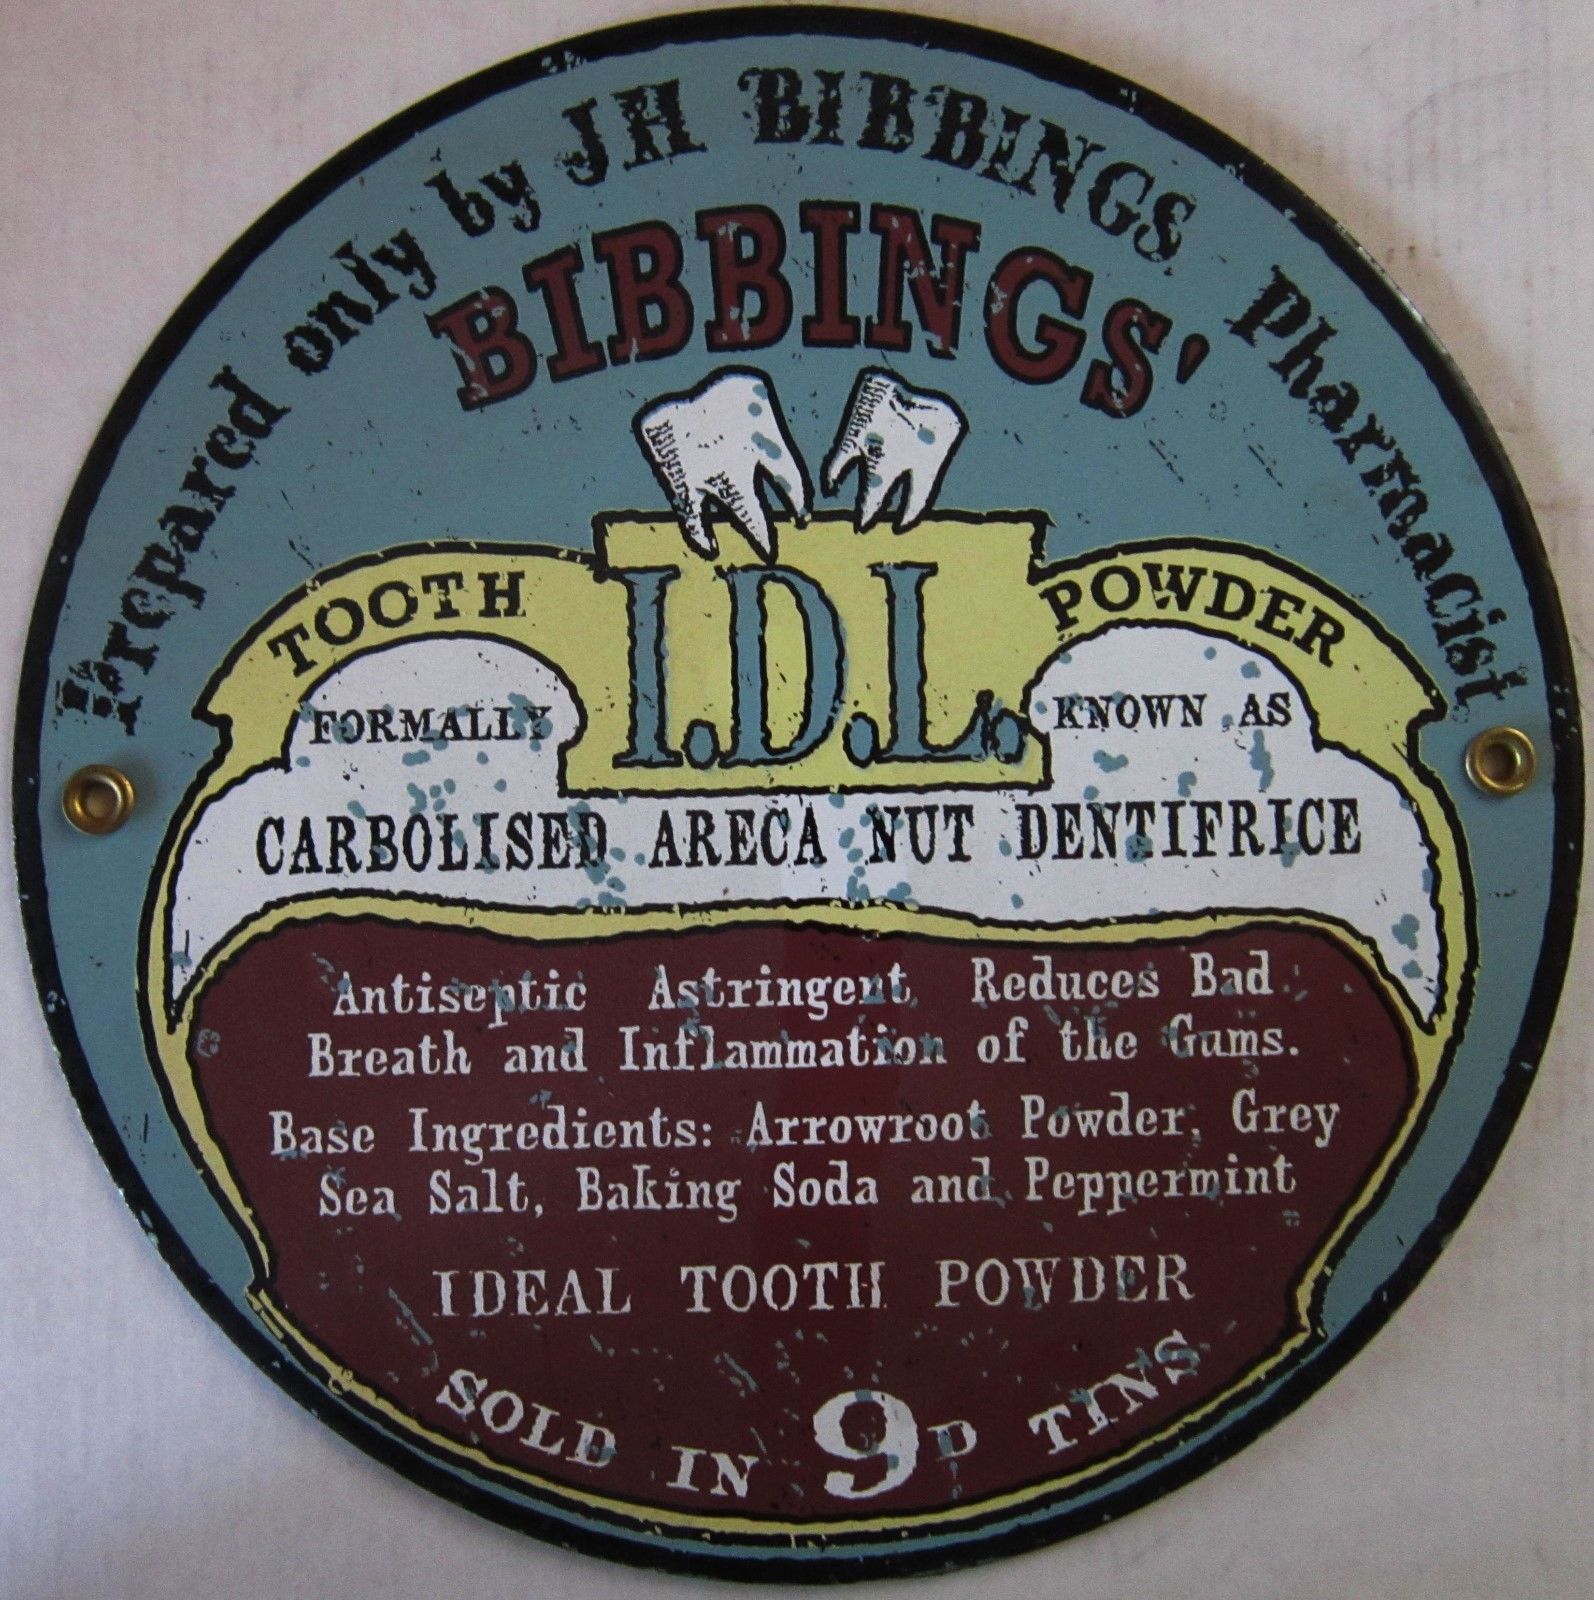 Prepared only by JH BIBBINGS Pharmacist
BIBBINGS'
TOOTH I.D.L. POWDER
FORMALLY KNOWN AS
CARBOLISED ARECA NUT DENTIFRICE
Antiseptic Astringent Reduces Bad
Breath and Inflammation of the Gums.
Base Ingredients: Arrowroot Powder, Grey
Sea Salt, Baking Soda and Peppermint
IDEAL TOOTH POWDER
SOLD IN 9D TINS